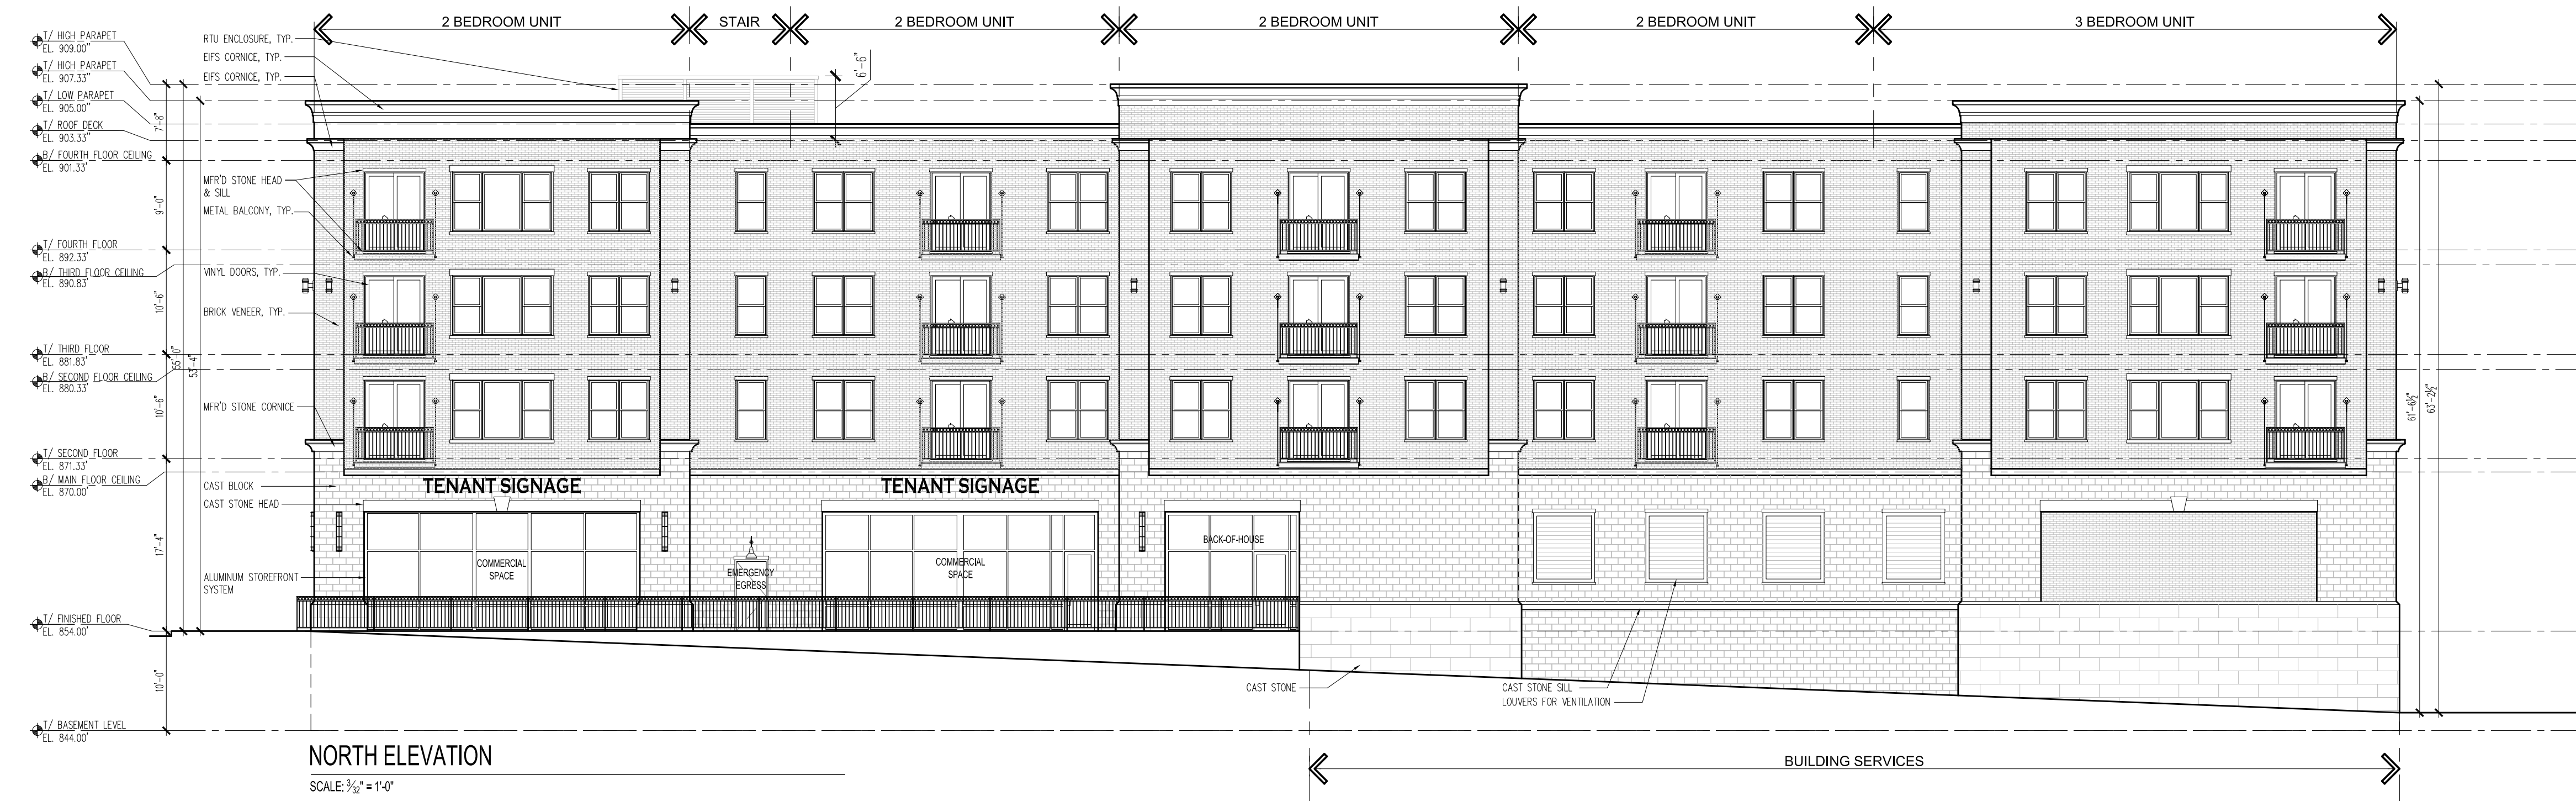 2 BEDROOM UNIT
STAIR
2 BEDROOM UNIT
2 BEDROOM UNIT
2 BEDROOM UNIT
3 BEDROOM UNIT
T/ HIGH PARAPET
EL. 909.00"
T/ HIGH PARAPET
EL. 907.33"
T/ LOW PARAPET
EL. 905.00"
T/ ROOF DECK
EL. 903.33"
B/ FOURTH FLOOR CEILING
EL. 901.33'
T/ FOURTH FLOOR
EL. 892.33'
B/ THIRD FLOOR CEILING
EL. 890.83'
T/ THIRD FLOOR
EL. 881.83'
B/ SECOND FLOOR CEILING
EL. 880.33'
T/ SECOND FLOOR
EL. 871.33'
B/ MAIN FLOOR CEILING
EL. 870.00'
T/ FINISHED FLOOR
EL. 854.00'
T/ BASEMENT LEVEL
EL. 844.00'
7'-8"
9'-0"
10'-6"
10'-6"
17'-4"
10'-0"
55'-0"
53'-4"
RTU ENCLOSURE, TYP.
EIFS CORNICE, TYP.
EIFS CORNICE, TYP.
MFR'D STONE HEAD
& SILL
METAL BALCONY, TYP.
VINYL DOORS, TYP.
BRICK VENEER, TYP.
MFR'D STONE CORNICE
CAST BLOCK
CAST STONE HEAD
ALUMINUM STOREFRONT
SYSTEM
6'-6"
TENANT SIGNAGE
TENANT SIGNAGE
COMMERCIAL
SPACE
EMERGENCY
EGRESS
COMMERCIAL
SPACE
BACK-OF-HOUSE
61'-6½"
63'-2½"
CAST STONE
CAST STONE SILL
LOUVERS FOR VENTILATION
NORTH ELEVATION
SCALE: 3/32" = 1'-0"
BUILDING SERVICES